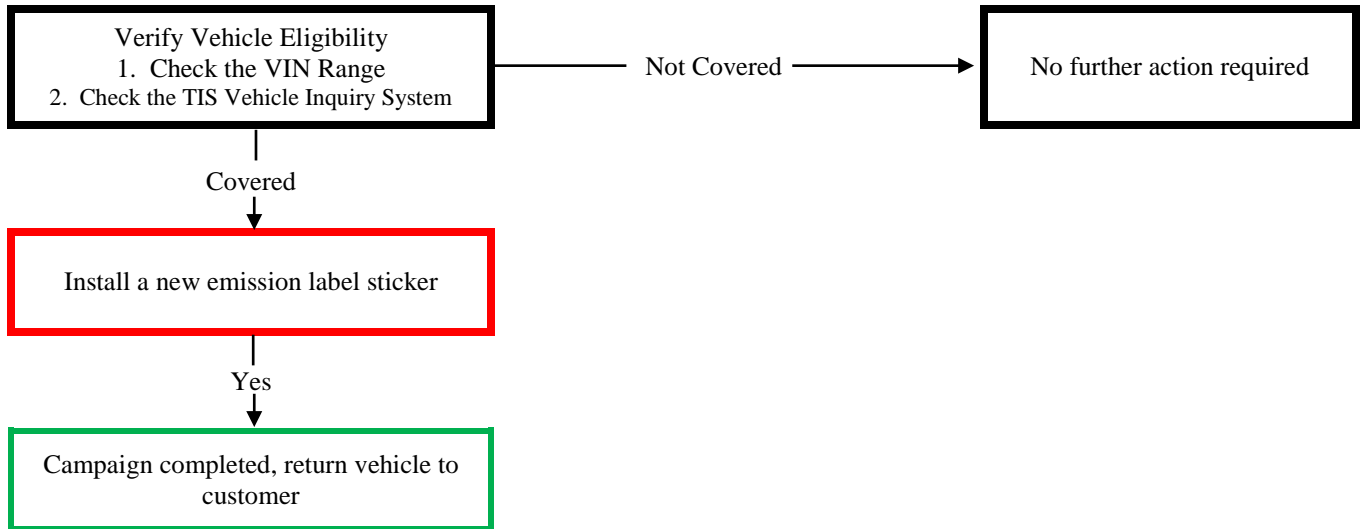 Verify Vehicle Eligibility
1. Check the VIN Range
2. Check the TIS Vehicle Inquiry System
Not Covered
No further action required
Covered
Install a new emission label sticker
Yes
Campaign completed, return vehicle to
customer